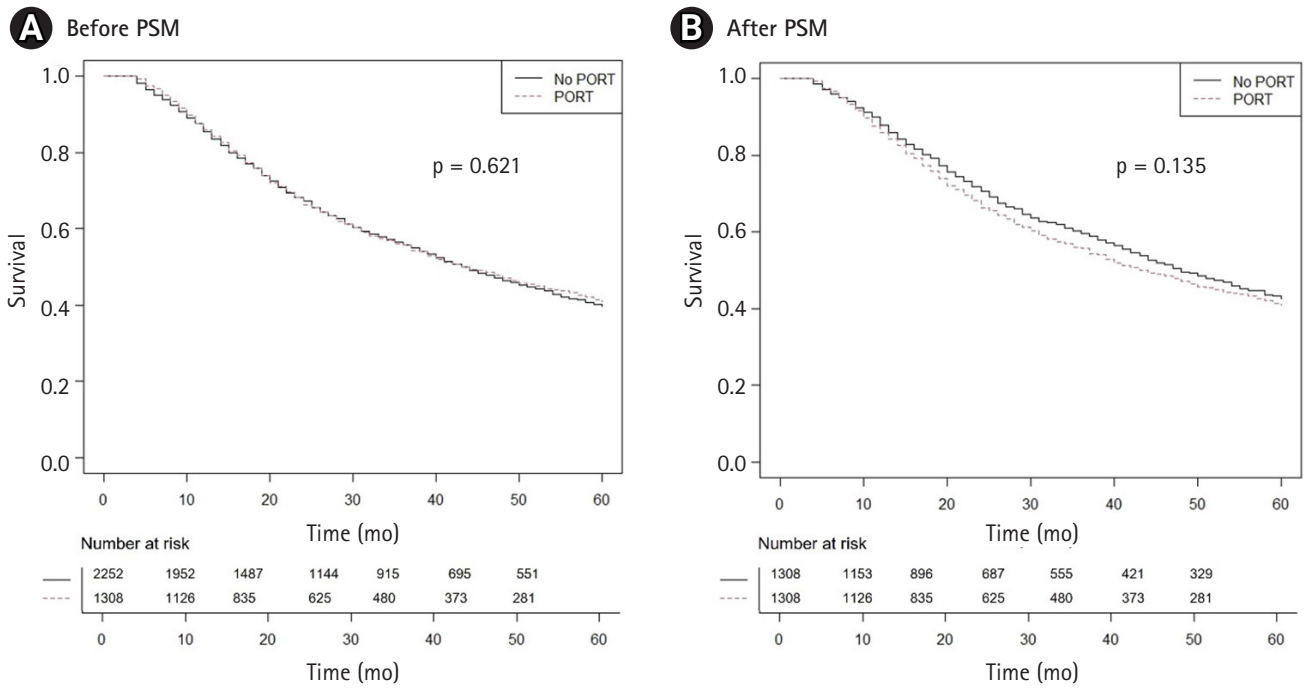 A Before PSM
1.0
0.8
0.6
0.4
0.2
0.0
Survival
No PORT
PORT
p = 0.621
0 10 20 30 40 50 60
Time (mo)
Number at risk
2252 1952 1487 1144 915 695 551
1308 1126 835 625 480 373 281
0 10 20 30 40 50 60
Time (mo)
B After PSM
1.0
0.8
0.6
0.4
0.2
0.0
Survival
No PORT
PORT
p = 0.135
0 10 20 30 40 50 60
Time (mo)
Number at risk
1308 1153 896 687 555 421 329
1308 1126 835 625 480 373 281
0 10 20 30 40 50 60
Time (mo)